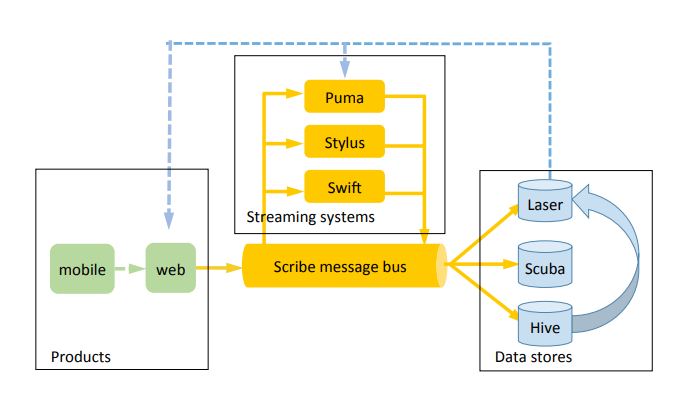 Puma
Stylus
Swift
Streaming systems
Laser
mobile
web
Scribe message bus
Scuba
Hive
Products
Data stores